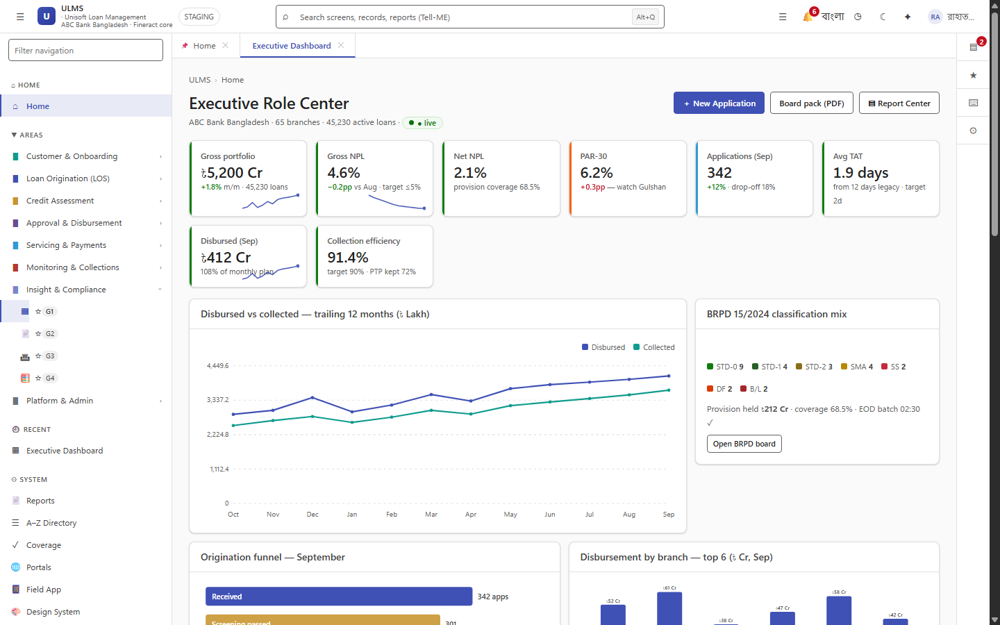 ULMS
· Unisoft Loan Management
ABC Bank Bangladesh · Fineract core
STAGING
Search screens, records, reports (Tell-ME)
Alt+Q
6
বাংলা
RA
রাহাত...
Filter navigation
HOME
Home
AREAS
Customer & Onboarding
Loan Origination (LOS)
Credit Assessment
Approval & Disbursement
Servicing & Payments
Monitoring & Collections
Insight & Compliance
G1
G2
G3
G4
Platform & Admin
RECENT
Executive Dashboard
SYSTEM
Reports
A–Z Directory
Coverage
Portals
Field App
Design System
Home
Executive Dashboard
2
ULMS › Home
Executive Role Center
ABC Bank Bangladesh · 65 branches · 45,230 active loans · ● live
+ New Application
Board pack (PDF)
Report Center
Gross portfolio
৳5,200 Cr
+1.8% m/m · 45,230 loans
Gross NPL
4.6%
−0.2pp vs Aug · target ≤5%
Net NPL
2.1%
provision coverage 68.5%
PAR-30
6.2%
+0.3pp — watch Gulshan
Applications (Sep)
342
+12% · drop-off 18%
Avg TAT
1.9 days
from 12 days legacy · target
2d
Disbursed (Sep)
৳412 Cr
108% of monthly plan
Collection efficiency
91.4%
target 90% · PTP kept 72%
Disbursed vs collected — trailing 12 months (৳ Lakh)
Disbursed Collected
4,449.6
3,337.2
2,224.8
1,112.4
0
Oct Nov Dec Jan Feb Mar Apr May Jun Jul Aug Sep
BRPD 15/2024 classification mix
STD-0 9 STD-1 4 STD-2 3 SMA 4 SS 2
DF 2 B/L 2
Provision held ৳212 Cr · coverage 68.5% · EOD batch 02:30
✓
Open BRPD board
Origination funnel — September
Received 342 apps
Screening passed 301
Disbursement by branch — top 6 (৳ Cr, Sep)
৳52 Cr
৳61 Cr
৳38 Cr
৳47 Cr
৳58 Cr
৳42 Cr